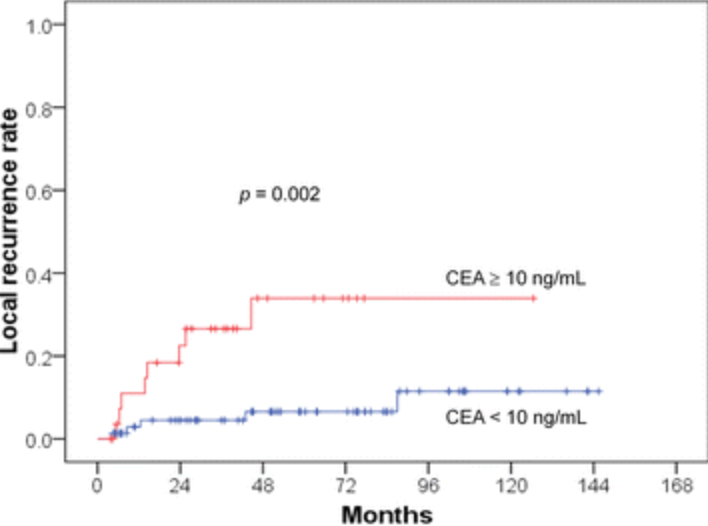 1.0
0.8
0.6
0.4
0.2
0.0
Local recurrence rate
p = 0.002
CEA ≥ 10 ng/mL
CEA < 10 ng/mL
0 24 48 72 96 120 144 168
Months